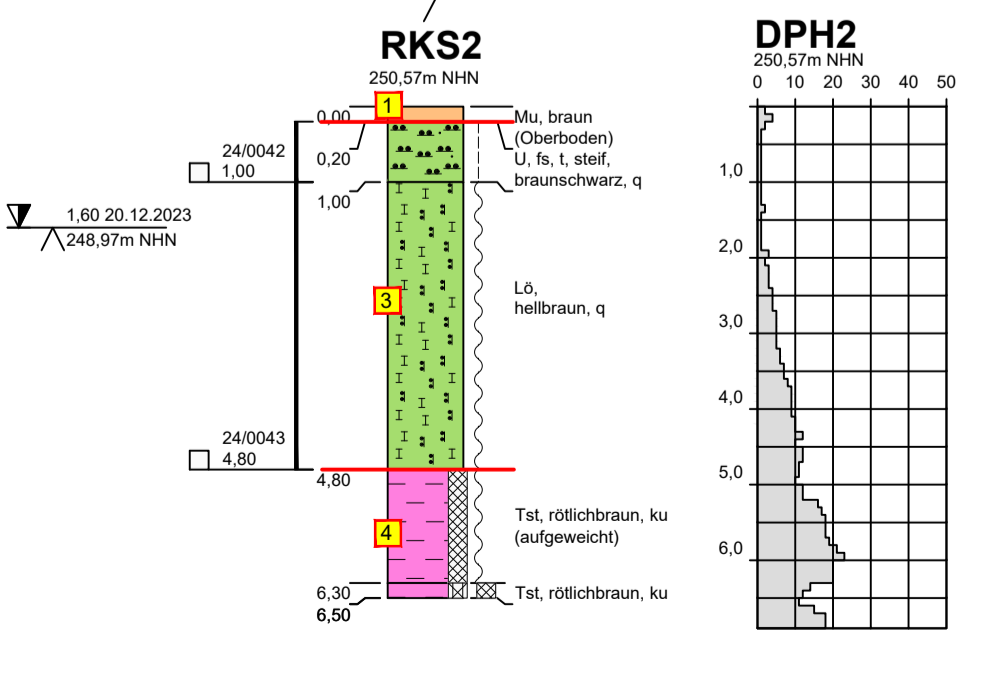 RKS2
250,57m NHN
1
0,00
Mu, braun
(Oberboden)
24/0042
1,00
0,20
U, fs, t, steif,
braunschwarz, q
1,00
1,60 20.12.2023
248,97m NHN
3
Lö,
hellbraun, q
24/0043
4,80
4,80
4
Tst, rötlichbraun, ku
(aufgeweicht)
6,30
Tst, rötlichbraun, ku
6,50
DPH2
250,57m NHN
0 10 20 30 40 50
1,0
2,0
3,0
4,0
5,0
6,0